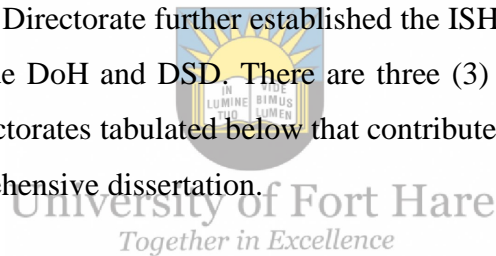 Directorate further established the ISH
DoH and DSD. There are three (3)
ctorates tabulated below that contribute
ehensive dissertation.
IN VIDE
LUMINE BIMUS
TUO LUMEN
University of Fort Hare
Together in Excellence